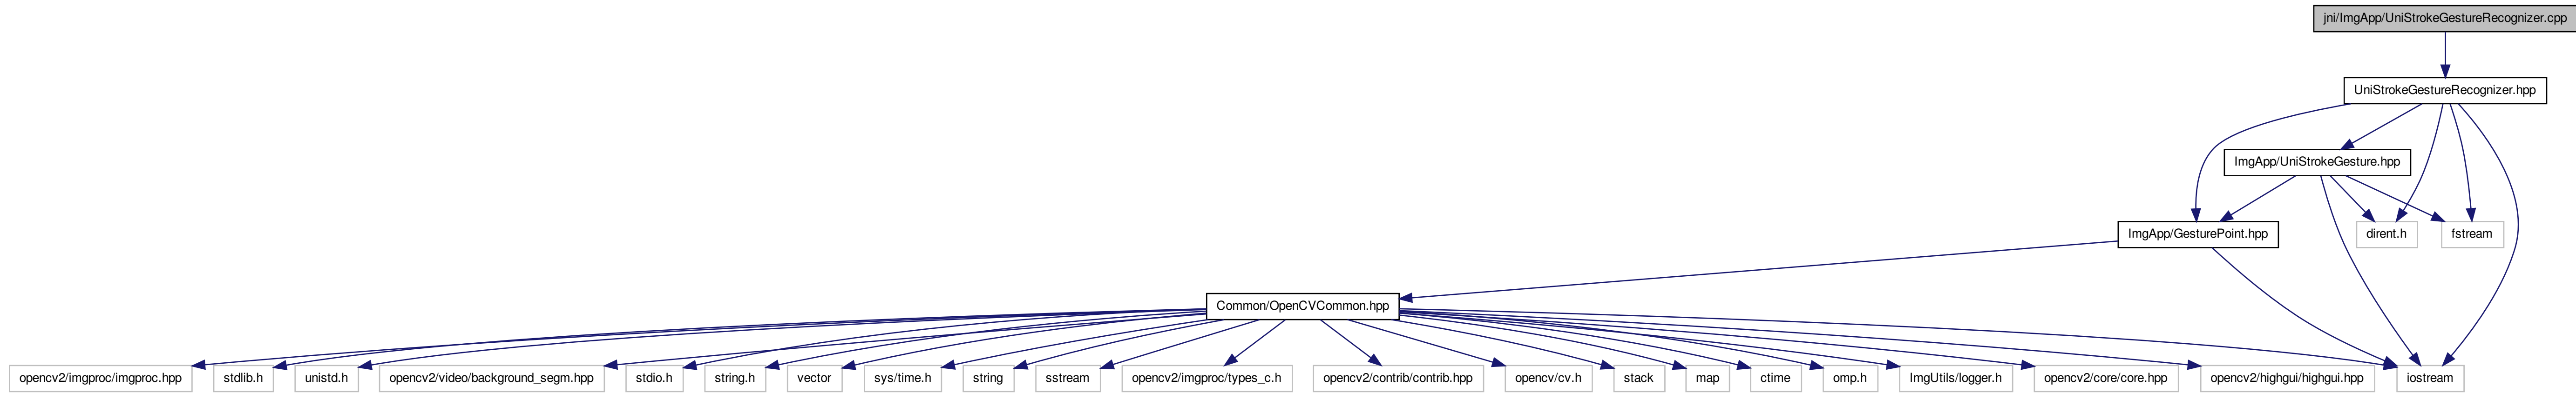 jni/ImgApp/UniStrokeGestureRecognizer.cpp
UniStrokeGestureRecognizer.hpp
ImgApp/UniStrokeGesture.hpp
ImgApp/GesturePoint.hpp
dirent.h
fstream
Common/OpenCVCommon.hpp
opencv2/imgproc/imgproc.hpp
stdlib.h
unistd.h
opencv2/video/background_segm.hpp
stdio.h
string.h
vector
sys/time.h
string
sstream
opencv2/imgproc/types_c.h
opencv2/contrib/contrib.hpp
opencv/cv.h
stack
map
ctime
omp.h
ImgUtils/logger.h
opencv2/core/core.hpp
opencv2/highgui/highgui.hpp
iostream